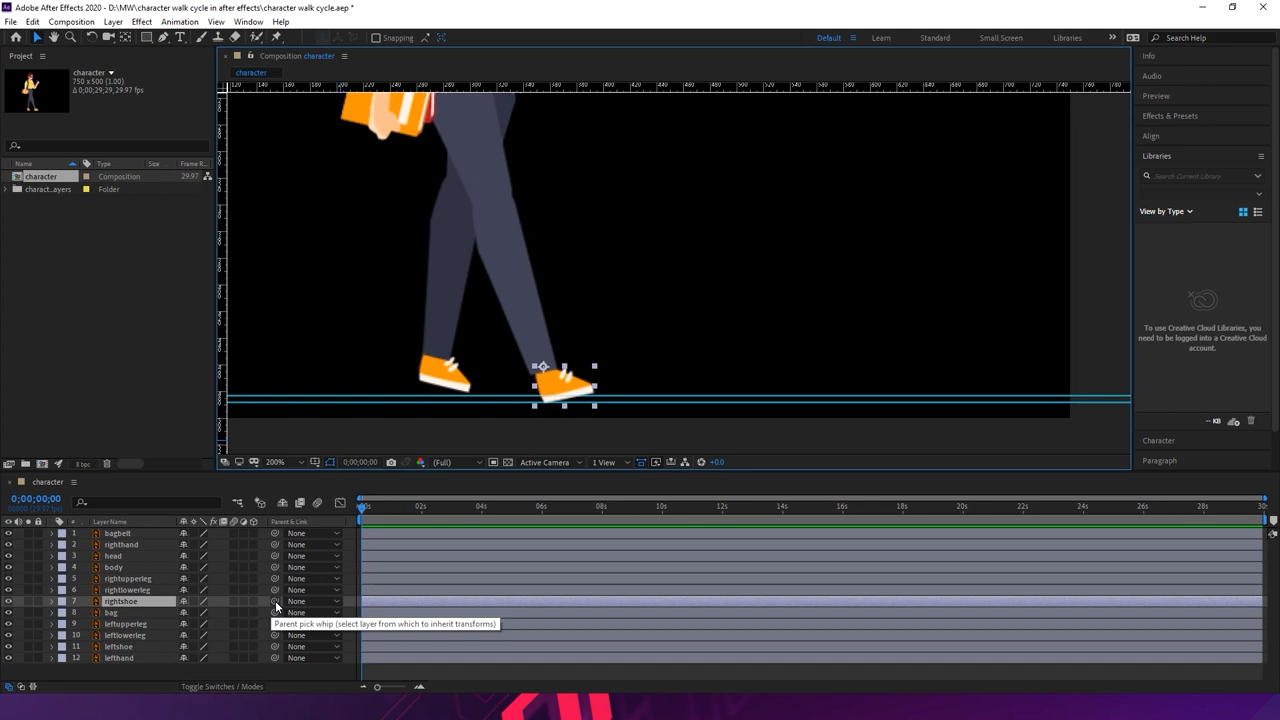 Adobe After Effects 2020 - D:\MW\character walk cycle in after effects\character walk cycle.aep *
File Edit Composition Layer Effect Animation View Window Help
Snapping
Default Learn Standard Small Screen Libraries Search Help
Project
Composition character
Info
character
character
750 x 500 (1.00)
Δ 0;00;29;29, 29.97 fps
Audio
Preview
Effects & Presets
Align
Libraries
Name Type Size Frame R
Search Current Library
character Composition 29.97
charact...ayers Folder
View by Type
To use Creative Cloud Libraries, you
need to be logged into a Creative Cloud
account.
-- KB
Character
Paragraph
8 bpc
200% 0;00;00;00 (Full) Active Camera 1 View +0.0
character
0;00;00;00
00000 (29.97 fps)
:00s 02s 04s 06s 08s 10s 12s 14s 16s 18s 20s 22s 24s 26s 28s 30s
# Layer Name Parent & Link
1 bagbelt None
2 righthand None
3 head None
4 body None
5 rightupperleg None
6 rightlowerleg None
7 rightshoe None
8 bag None
9 leftupperleg None
10 leftlowerleg None
11 leftshoe None
12 lefthand None
Parent pick whip (select layer from which to inherit transforms)
Toggle Switches / Modes